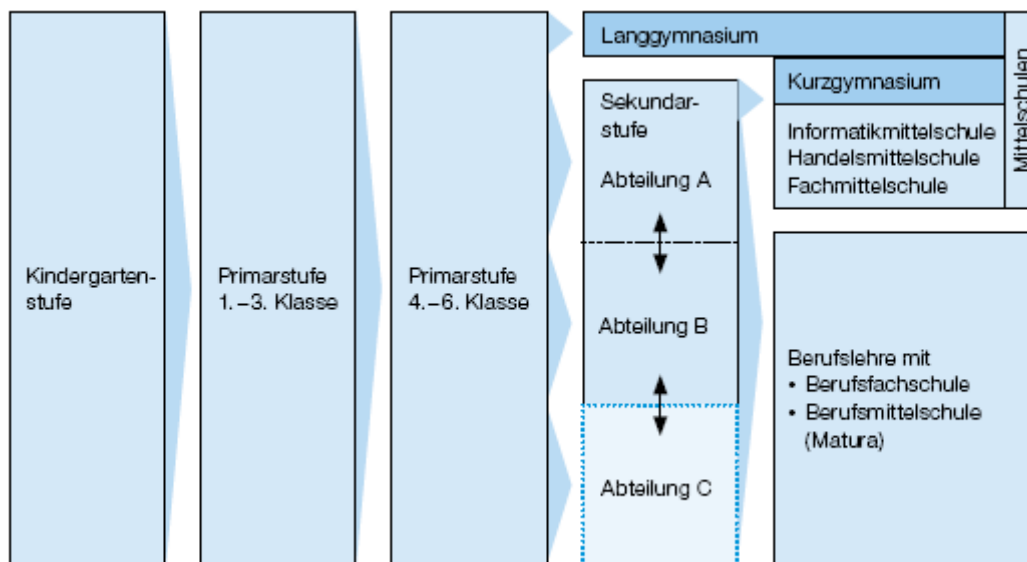 Kindergarten-
stufe
Primarstufe
1. – 3. Klasse
Primarstufe
4. – 6. Klasse
Langgymnasium
Sekundar-
stufe
Abteilung A
Abteilung B
Abteilung C
Kurzgymnasium
Informatikmittelschule
Handelsmittelschule
Fachmittelschule
Mittelschulen
Berufslehre mit
• Berufsfachschule
• Berufsmittelschule
(Matura)